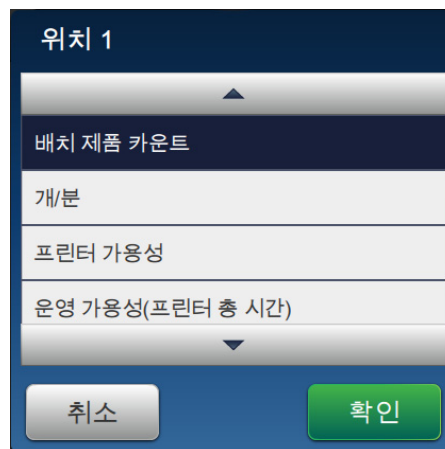 위치 1
배치 제품 카운트
개/분
프린터 가용성
운영 가용성(프린터 총 시간)
취소
확인